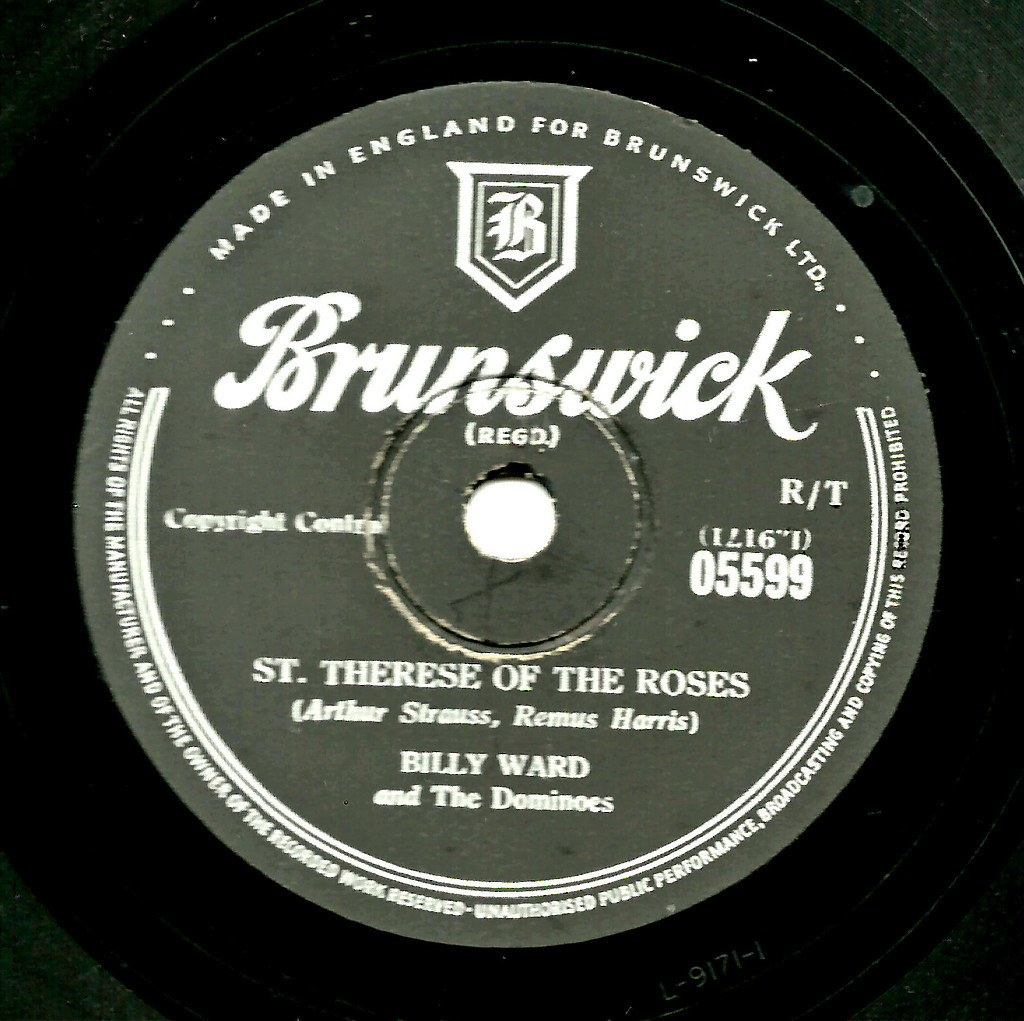 MADE IN ENGLAND FOR BRUNSWICK LTD.,
B
Brunswick
(REGD.)
R/T
Copyright Contro
(L.9171)
05599
ST. THERESE OF THE ROSES
(Arthur Strauss, Remus Harris)
BILLY WARD
and The Dominoes
ALL RIGHTS OF THE MANUFACTURER AND OF THE OWNER OF THE RECORDED WORK RESERVED-UNAUTHORISED PUBLIC PERFORMANCE, BROADCASTING AND COPYING OF THIS RECORD PROHIBITED
L-9171-1